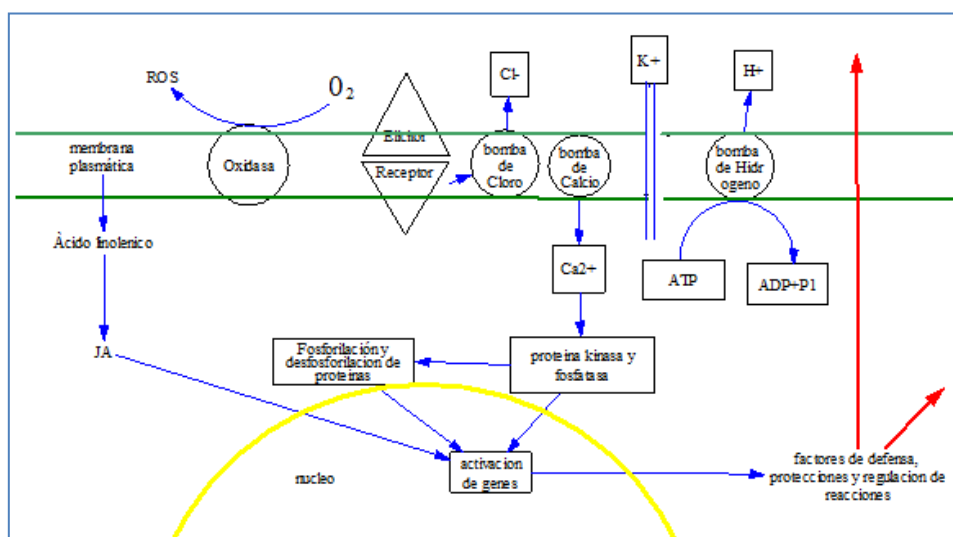 ROS
O2
Cl-
K+
H+
membrana
plasmática
Oxidasa
Elicitor
Receptor
bomba
de
Cloro
bomba
de
Calcio
bomba
de Hidr
ogeno
Àcido linolenico
Ca2+
ATP
ADP+P1
JA
Fosforilación y
desfosforilacion de
proteinas
proteina kinasa y
fosfatasa
nucleo
activacion
de genes
factores de defensa,
protecciones y regulacion de
reacciones